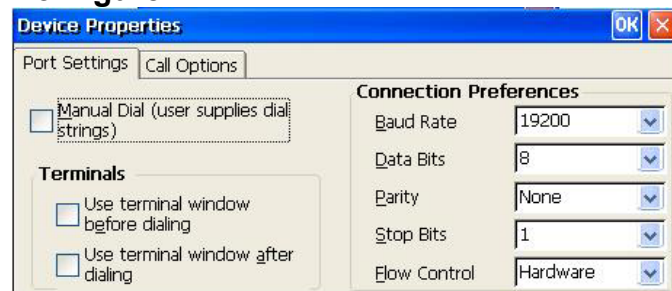 Device Properties OK
Port Settings Call Options
Manual Dial (user supplies dial
strings)
Terminals
Use terminal window
before dialing
Use terminal window after
dialing
Connection Preferences
Baud Rate 19200
Data Bits 8
Parity None
Stop Bits 1
Flow Control Hardware